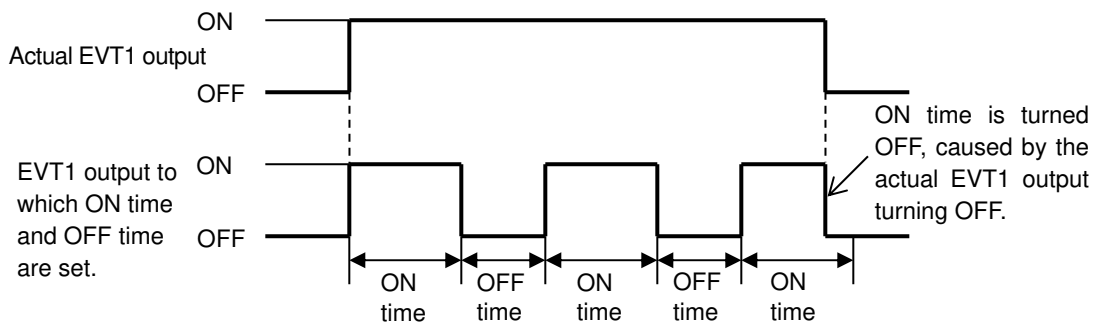 ON
Actual EVT1 output
OFF
ON time is turned
OFF, caused by the
actual EVT1 output
turning OFF.
EVT1 output to
which ON time
and OFF time
are set.
ON
OFF
ON
time
OFF
time
ON
time
OFF
time
ON
time